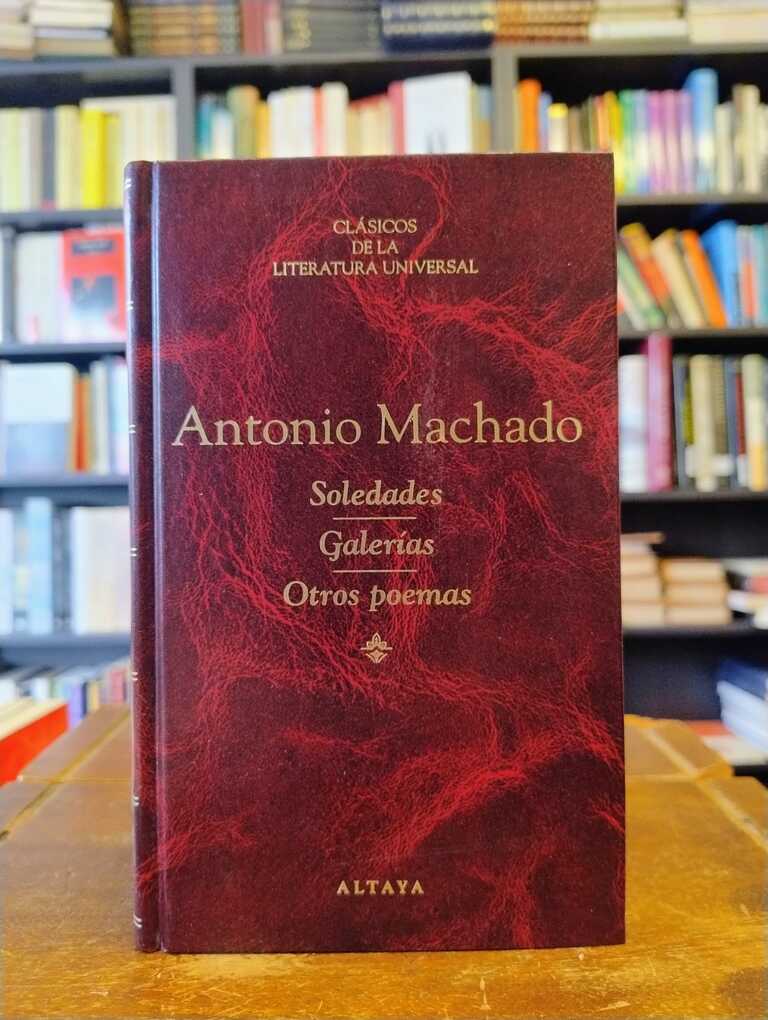 CLÁSICOS
DE LA
LITERATURA UNIVERSAL
Antonio Machado
Soledades
Galerías
Otros poemas
ALTAYA